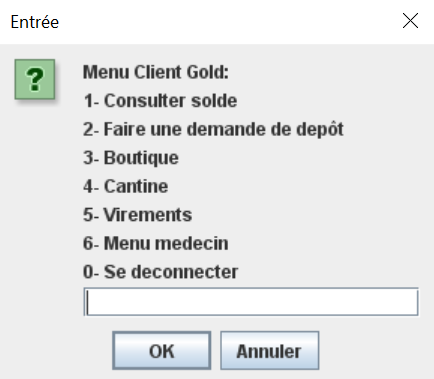 Entrée
Menu Client Gold:
1- Consulter solde
2- Faire une demande de depôt
3- Boutique
4- Cantine
5- Virements
6- Menu medecin
0- Se deconnecter
OK
Annuler